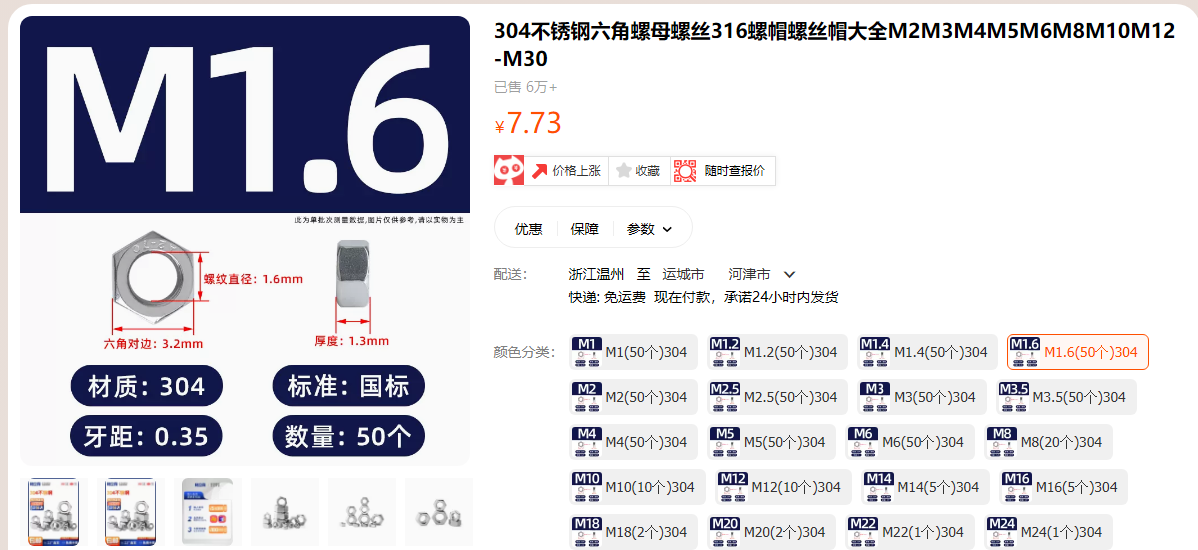 M1.6
此为单批次测量数据,图片仅供参考,请以实物为主
螺纹直径：1.6mm
六角对边：3.2mm
厚度：1.3mm
材质：304
标准：国标
牙距：0.35
数量：50个
304不锈钢六角螺母螺丝316螺帽螺丝帽大全M2M3M4M5M6M8M10M12
-M30
已售 6万+
¥7.73
价格上涨
收藏
随时查报价
优惠
保障
参数
配送：
浙江温州 至 运城市 河津市
快递: 免运费 现在付款，承诺24小时内发货
颜色分类：
M1 M1(50个)304
M1.2 M1.2(50个)304
M1.4 M1.4(50个)304
M1.6 M1.6(50个)304
M2 M2(50个)304
M2.5 M2.5(50个)304
M3 M3(50个)304
M3.5 M3.5(50个)304
M4 M4(50个)304
M5 M5(50个)304
M6 M6(50个)304
M8 M8(20个)304
M10 M10(10个)304
M12 M12(10个)304
M14 M14(5个)304
M16 M16(5个)304
M18 M18(2个)304
M20 M20(2个)304
M22 M22(1个)304
M24 M24(1个)304